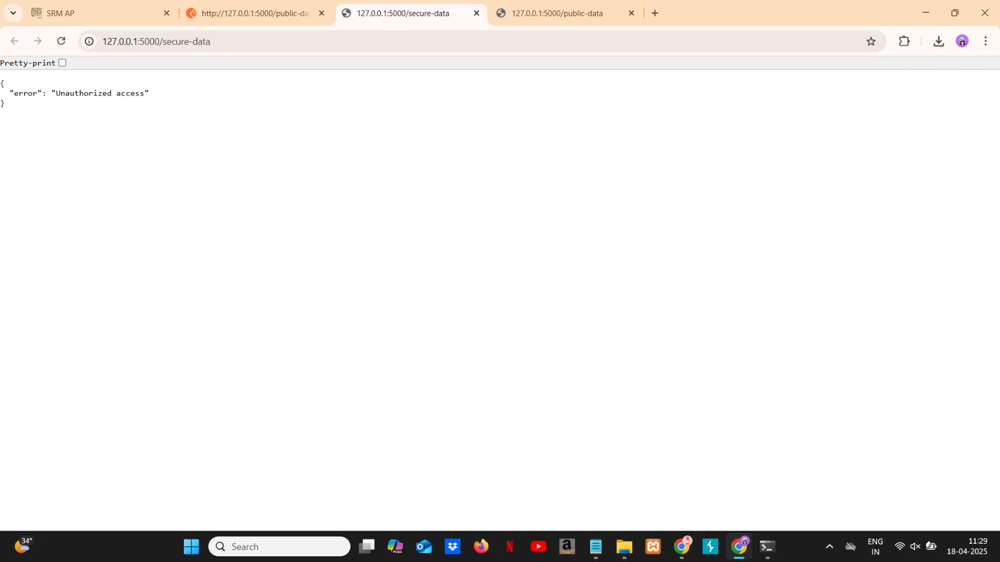 SRM AP
http://127.0.0.1:5000/public-da
127.0.0.1:5000/secure-data
127.0.0.1:5000/public-data
127.0.0.1:5000/secure-data
Pretty-print
{
"error": "Unauthorized access"
}
34°
Search
M365
ENG
IN
11:29
18-04-2025